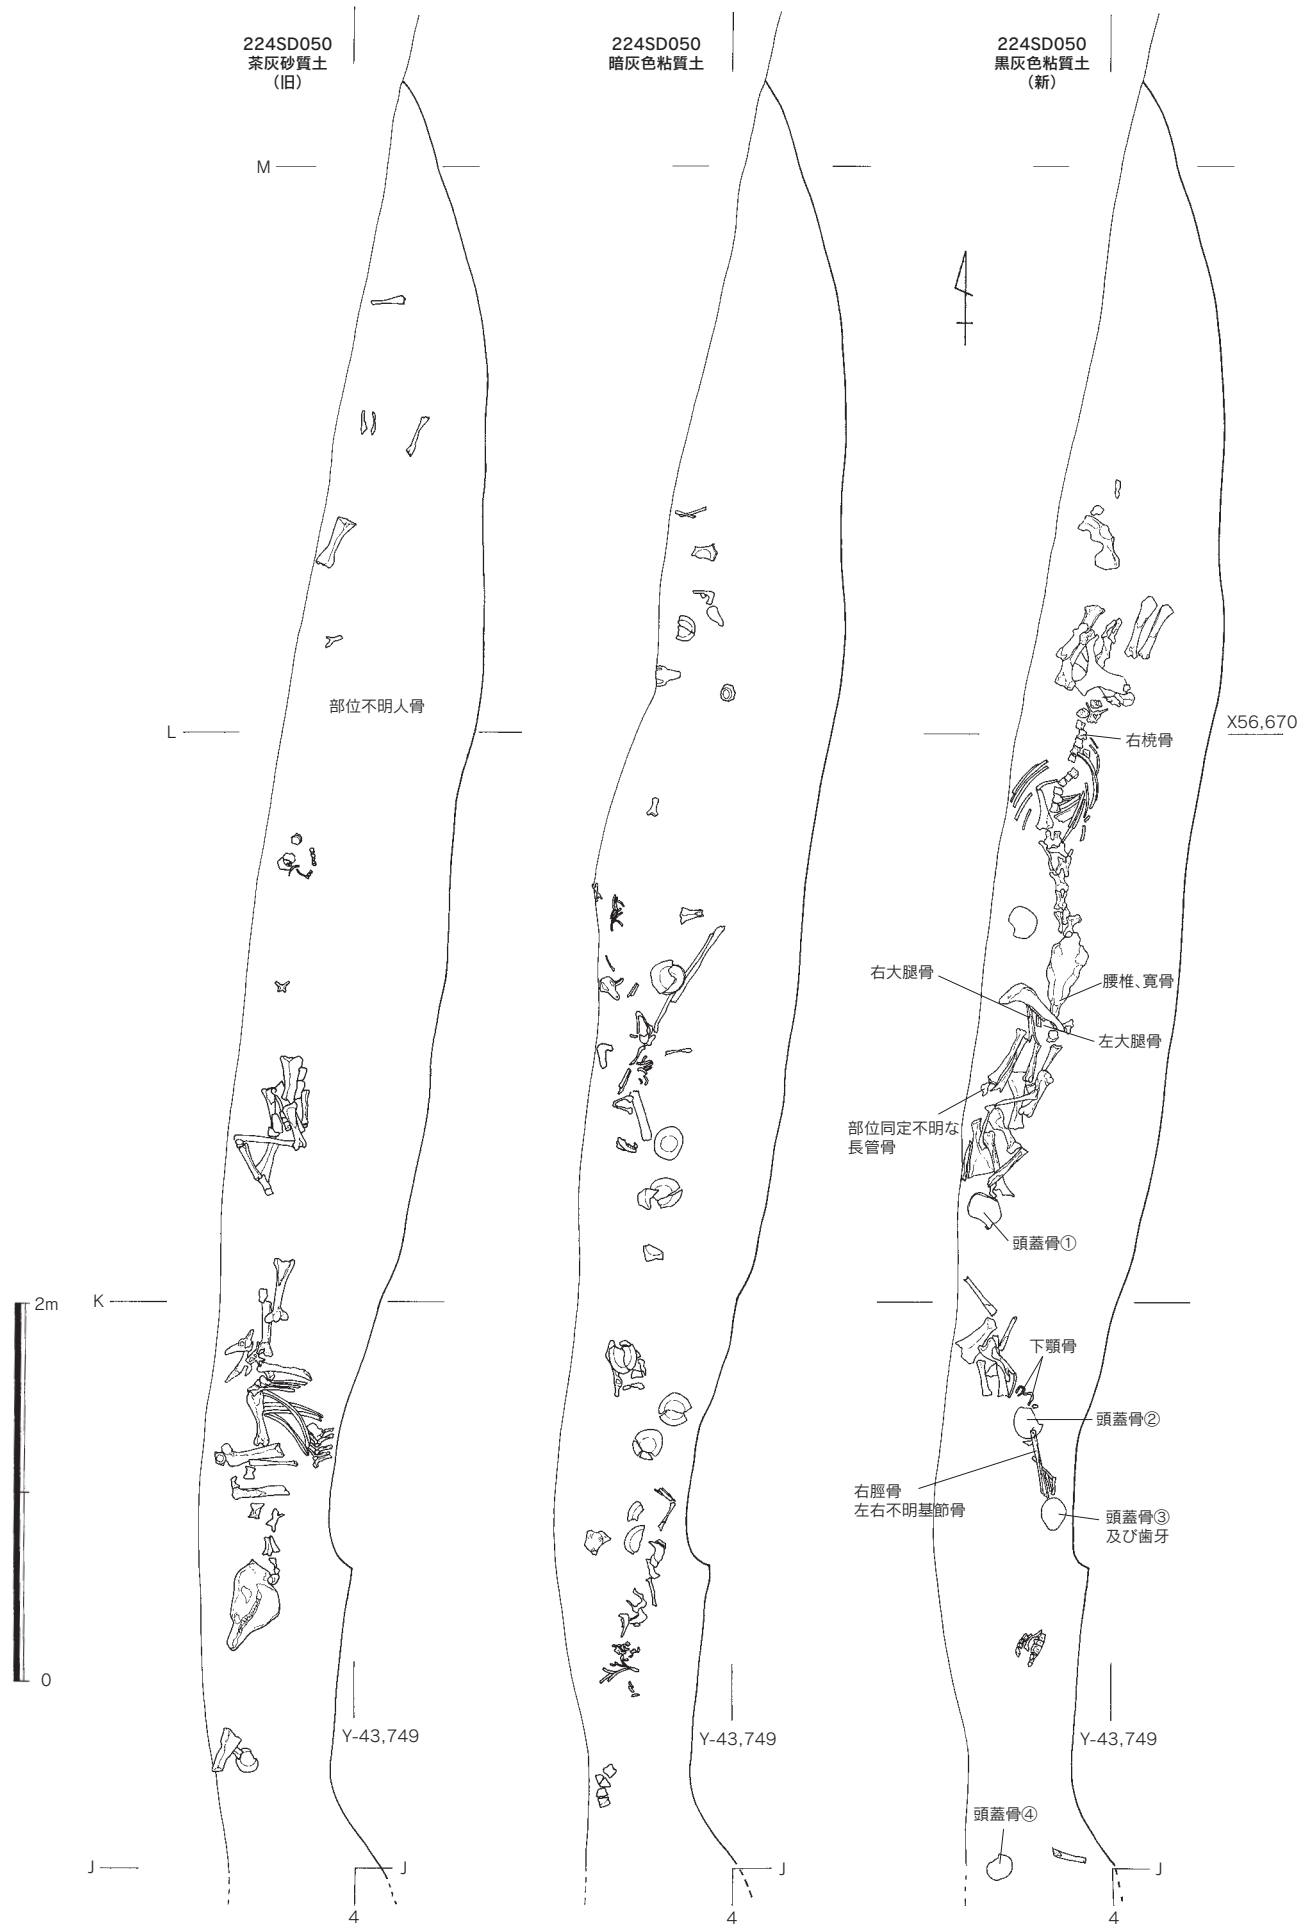 224SD050
茶灰砂質土
（旧）
224SD050
暗灰色粘質土
224SD050
黒灰色粘質土
（新）
M
部位不明人骨
L
X56,670
右橈骨
右大腿骨
腰椎、寛骨
左大腿骨
部位同定不明な
長管骨
頭蓋骨①
2m
K
下顎骨
頭蓋骨②
右脛骨
左右不明基節骨
頭蓋骨③
及び歯牙
0
Y-43,749
Y-43,749
Y-43,749
頭蓋骨④
J
J
J
J
4
4
4